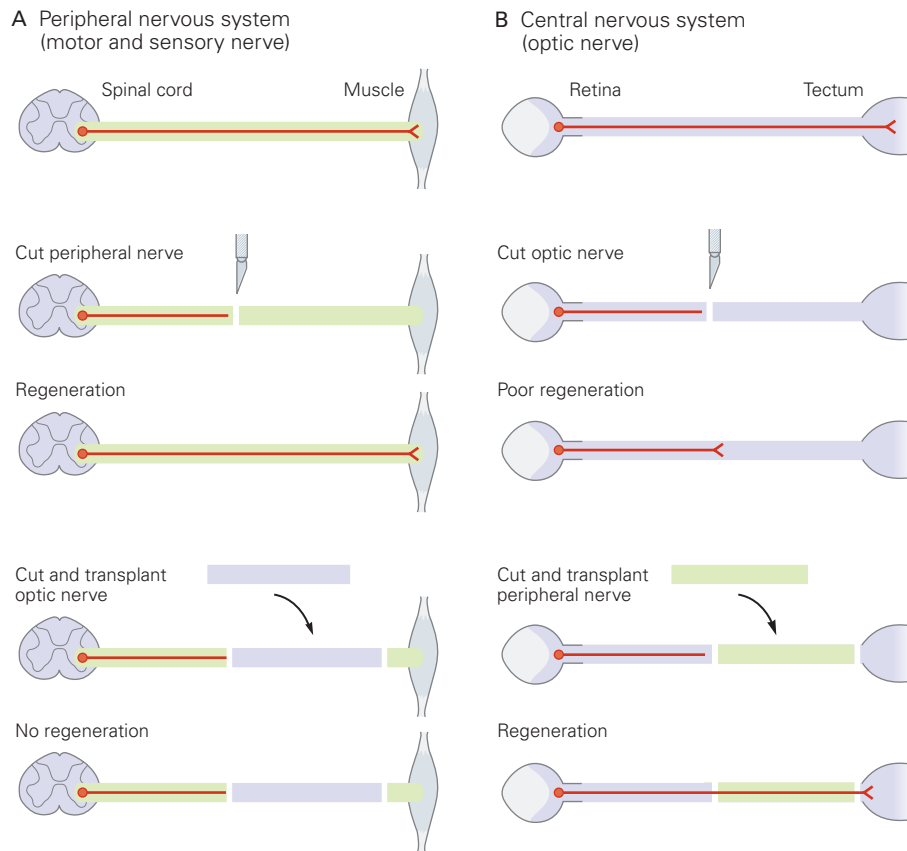 A Peripheral nervous system
(motor and sensory nerve)
Spinal cord
Muscle
Cut peripheral nerve
Regeneration
Cut and transplant
optic nerve
No regeneration
B Central nervous system
(optic nerve)
Retina
Tectum
Cut optic nerve
Poor regeneration
Cut and transplant
peripheral nerve
Regeneration